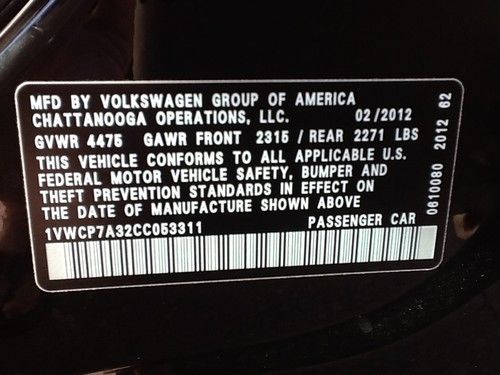 MFD BY VOLKSWAGEN GROUP OF AMERICA
CHATTANOOGA OPERATIONS, LLC. 02/2012
GVWR 4475 GAWR FRONT 2315 / REAR 2271 LBS
THIS VEHICLE CONFORMS TO ALL APPLICABLE U.S.
FEDERAL MOTOR VEHICLE SAFETY, BUMPER AND
THEFT PREVENTION STANDARDS IN EFFECT ON
THE DATE OF MANUFACTURE SHOWN ABOVE
1VWCP7A32CC053311 PASSENGER CAR
0610080 2012 62